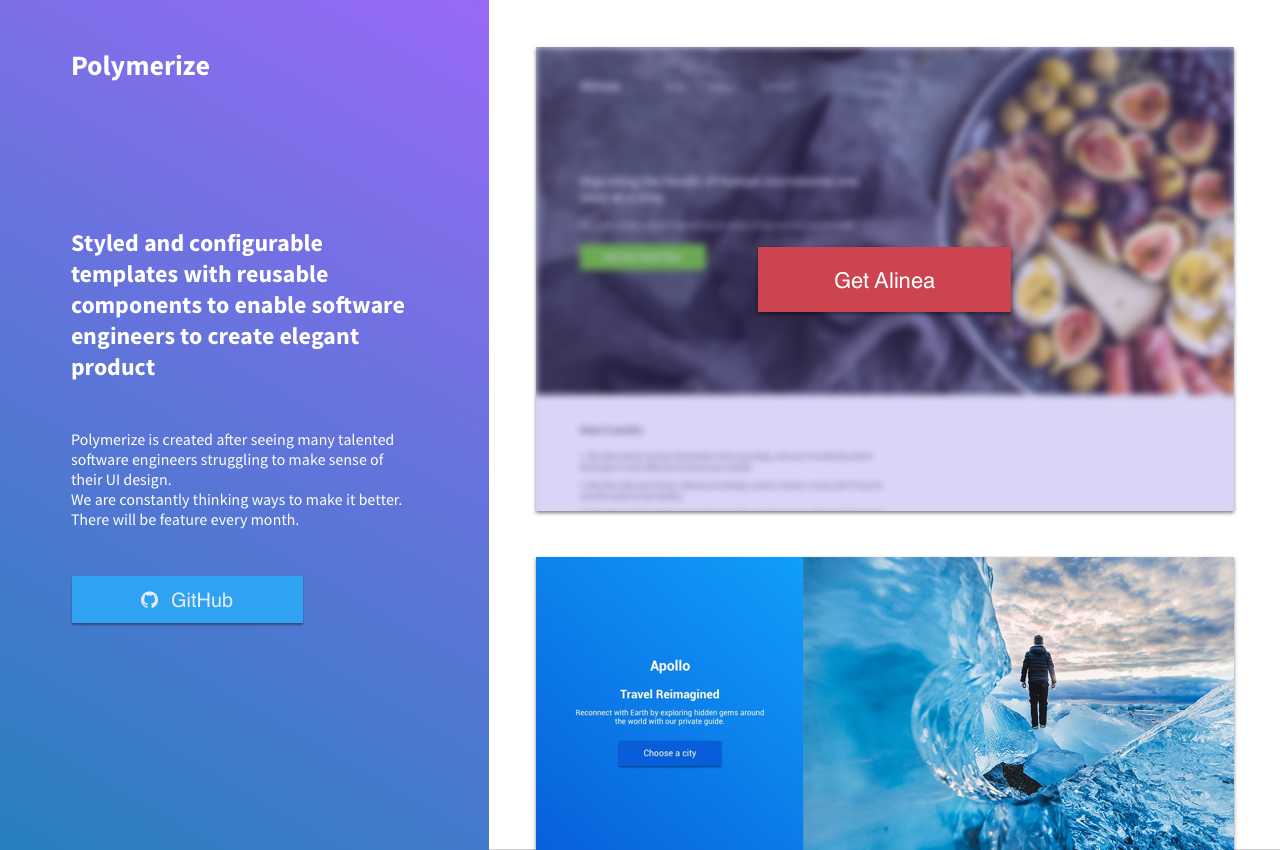 Polymerize
Styled and configurable
templates with reusable
components to enable software
engineers to create elegant
product
Polymerize is created after seeing many talented
software engineers struggling to make sense of
their UI design.
We are constantly thinking ways to make it better.
There will be feature every month.
GitHub
Get Alinea
Apollo
Travel Reimagined
Reconnect with Earth by exploring hidden gems around
the world with our private guide.
Choose a city